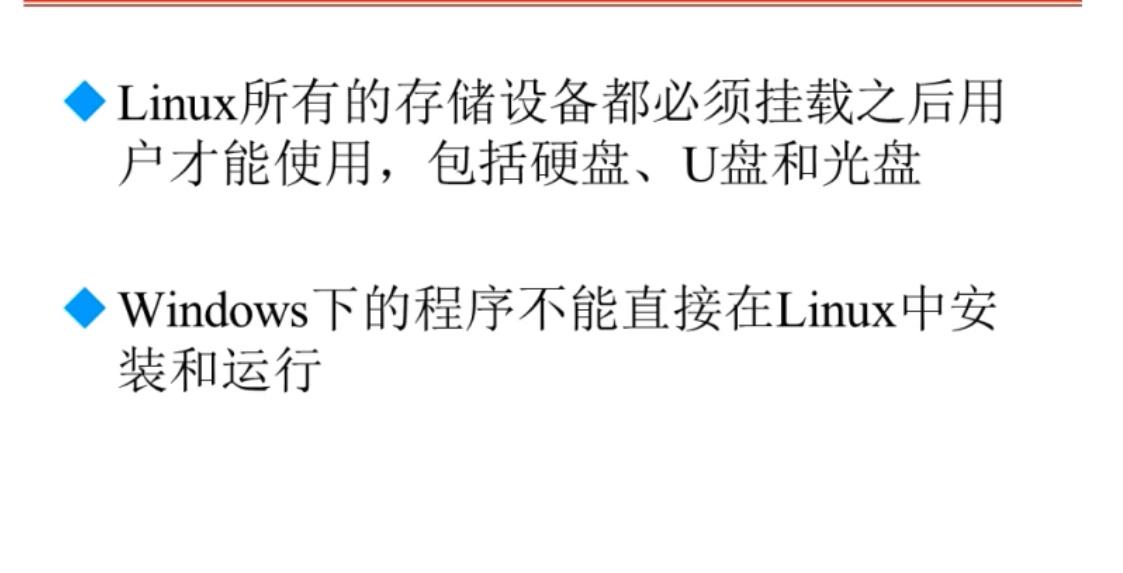 Linux所有的存储设备都必须挂载之后用
户才能使用，包括硬盘、U盘和光盘
Windows下的程序不能直接在Linux中安
装和运行